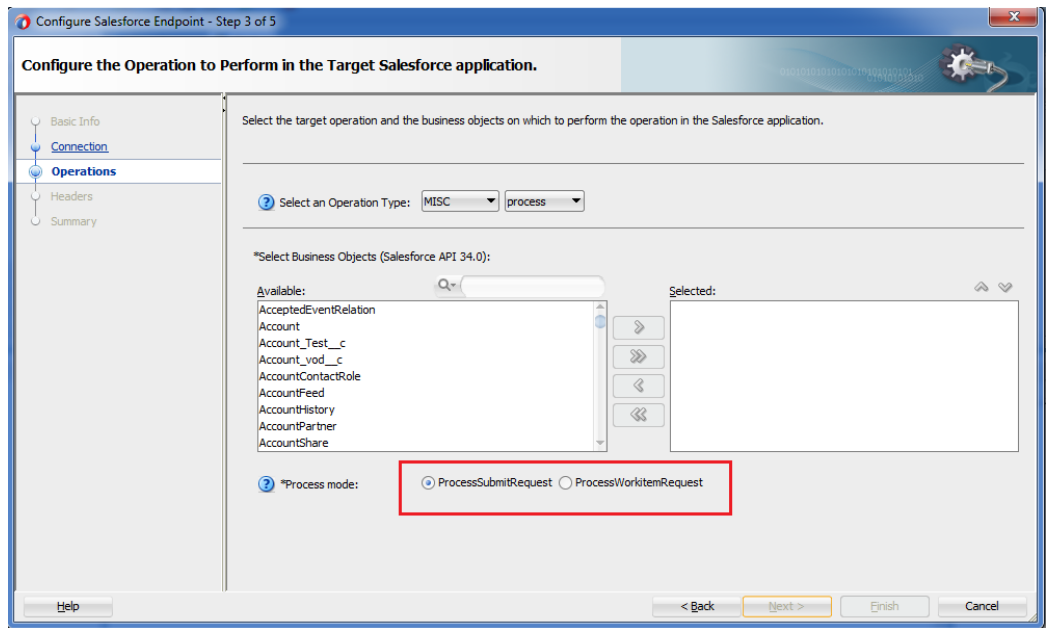 Configure Salesforce Endpoint - Step 3 of 5
Configure the Operation to Perform in the Target Salesforce application.
Basic Info
Connection
Operations
Headers
Summary
Select the target operation and the business objects on which to perform the operation in the Salesforce application.
Select an Operation Type: MISC process
*Select Business Objects (Salesforce API 34.0):
Available: Selected:
AcceptedEventRelation
Account
Account_Test__c
Account_vod__c
AccountContactRole
AccountFeed
AccountHistory
AccountPartner
AccountShare
*Process mode: ProcessSubmitRequest ProcessWorkitemRequest
Help < Back Next > Finish Cancel